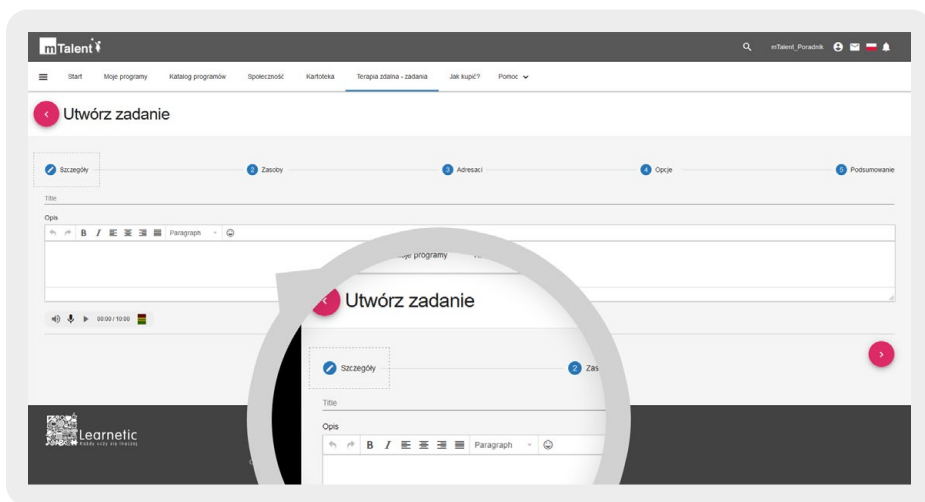 mTalent
mTalent_Poradnik
Start Moje programy Katalog programów Społeczność Kartoteka Terapia zdalna - zadania Jak kupić? Pomoc
Utwórz zadanie
Szczegóły 2 Zasoby 3 Adresaci 4 Opcje 5 Podsumowanie
Title
Opis
B I Paragraph
00:00 / 10:00
Moje programy
Utwórz zadanie
Szczegóły 2 Zas
Title
Opis
B I Paragraph
Learnetic